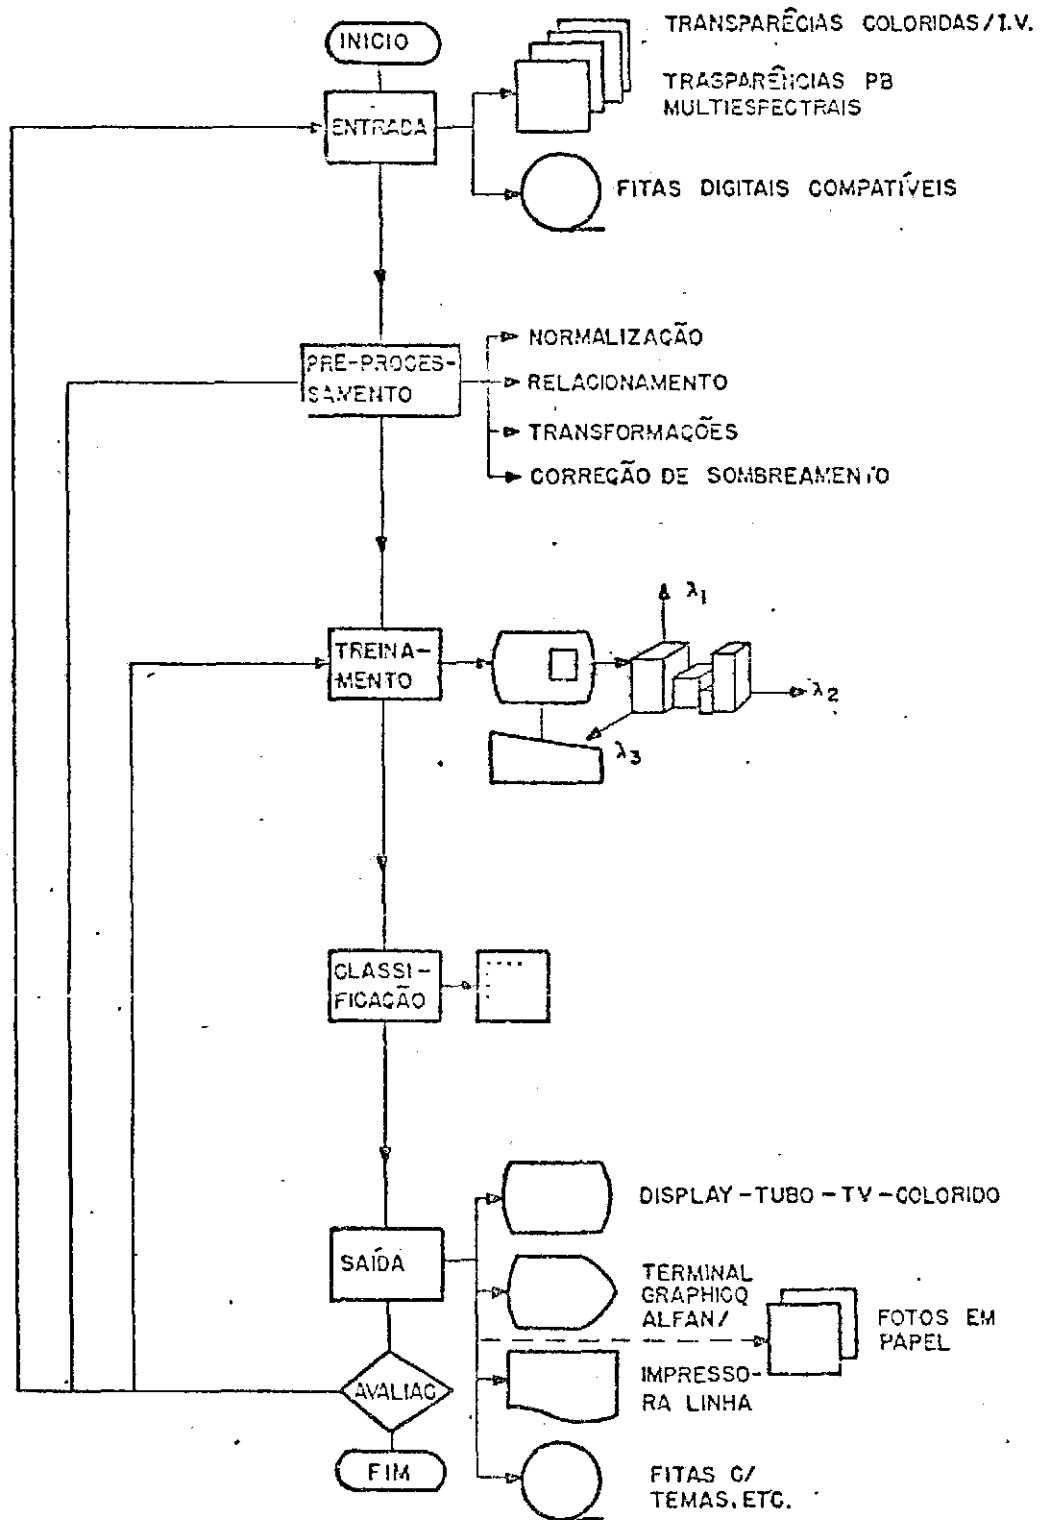 INICIO
TRANSPARÊCIAS COLORIDAS/I.V.
TRASPARÊNCIAS PB
MULTIESPECTRAIS
ENTRADA
FITAS DIGITAIS COMPATÍVEIS
PRE-PROCES-
SAMENTO
NORMALIZAÇÃO
RELACIONAMENTO
TRANSFORMAÇÕES
CORREÇÃO DE SOMBREAMENTO
TREINA-
MENTO
λ1
λ2
λ3
CLASSI-
FICAÇÃO
SAÍDA
DISPLAY-TUBO-TV-COLORIDO
TERMINAL
GRAPHICO
ALFAN/
FOTOS EM
PAPEL
AVALIAÇ
IMPRESSO-
RA LINHA
FIM
FITAS C/
TEMAS, ETC.